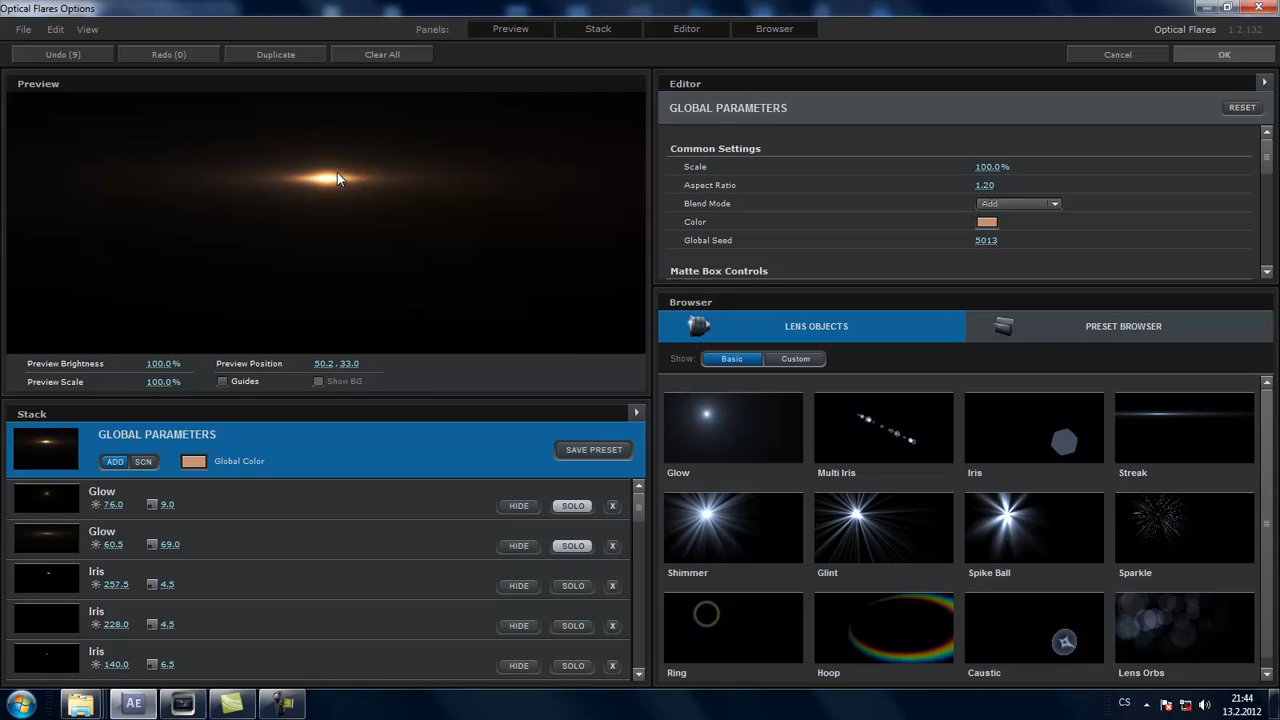 Optical Flares Options
File Edit View Panels: Preview Stack Editor Browser Optical Flares 1.2.132
Undo (9) Redo (0) Duplicate Clear All Cancel OK
Preview
Preview Brightness 100.0% Preview Position 50.2, 33.0
Preview Scale 100.0% Guides Show BG
Stack
GLOBAL PARAMETERS
ADD SCN Global Color SAVE PRESET
Glow
76.0 9.0 HIDE SOLO X
Glow
60.5 69.0 HIDE SOLO X
Iris
257.5 4.5 HIDE SOLO X
Iris
228.0 4.5 HIDE SOLO X
Iris
140.0 6.5 HIDE SOLO X
Editor
GLOBAL PARAMETERS RESET
Common Settings
Scale 100.0%
Aspect Ratio 1.20
Blend Mode Add
Color
Global Seed 5013
Matte Box Controls
Browser
LENS OBJECTS PRESET BROWSER
Show: Basic Custom
Glow Multi Iris Iris Streak
Shimmer Glint Spike Ball Sparkle
Ring Hoop Caustic Lens Orbs
Ae CS 21:44
13.2.2012